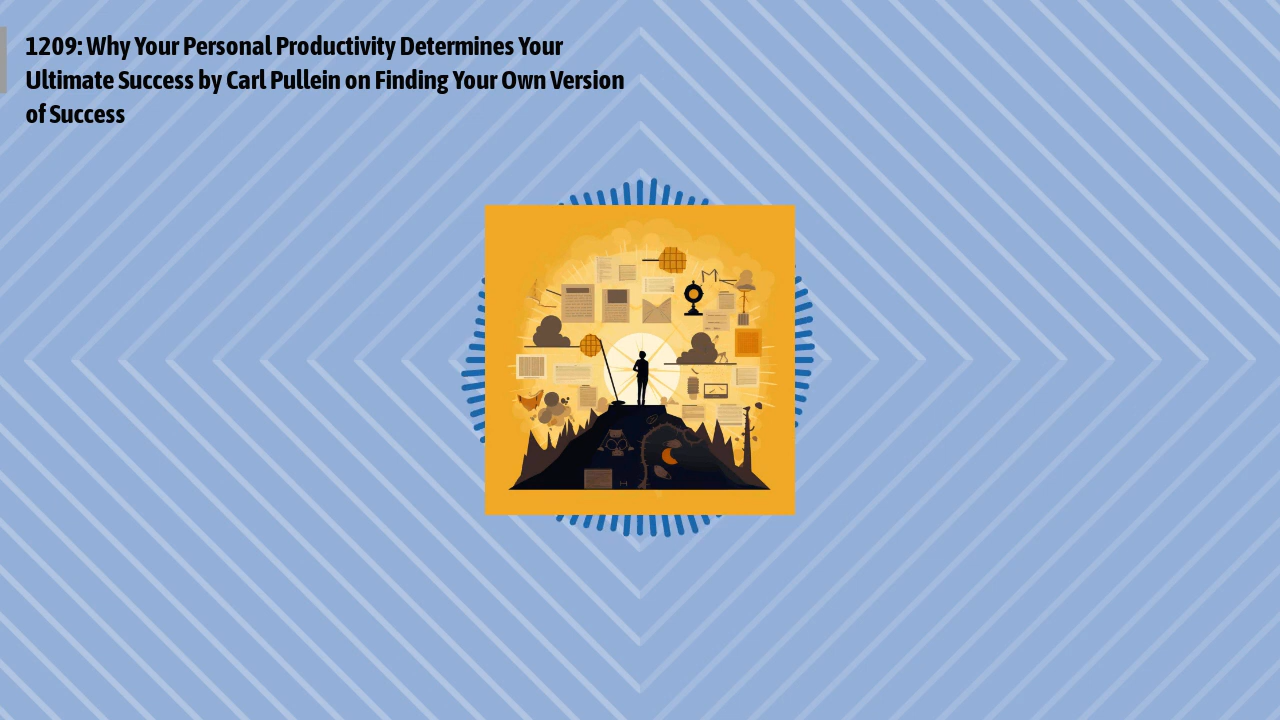 1209: Why Your Personal Productivity Determines Your
Ultimate Success by Carl Pullein on Finding Your Own Version
of Success